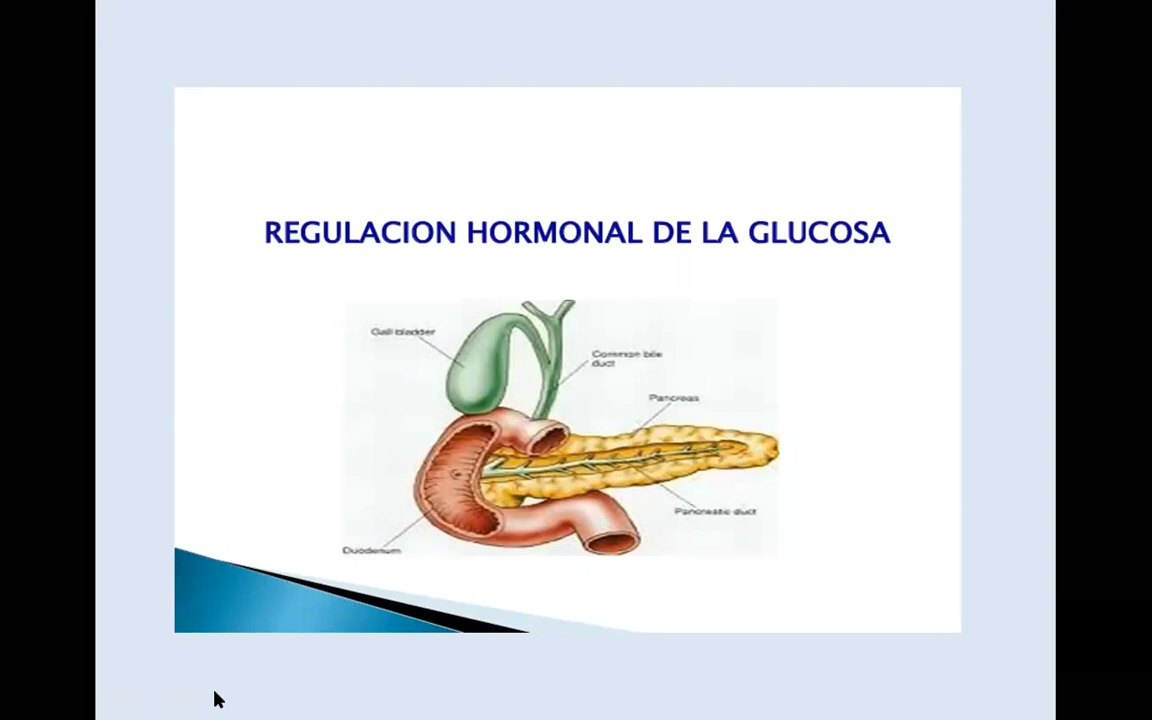 REGULACION HORMONAL DE LA GLUCOSA
Gall bladder
Common bile
duct
Pancreas
Pancreatic duct
Duodenum